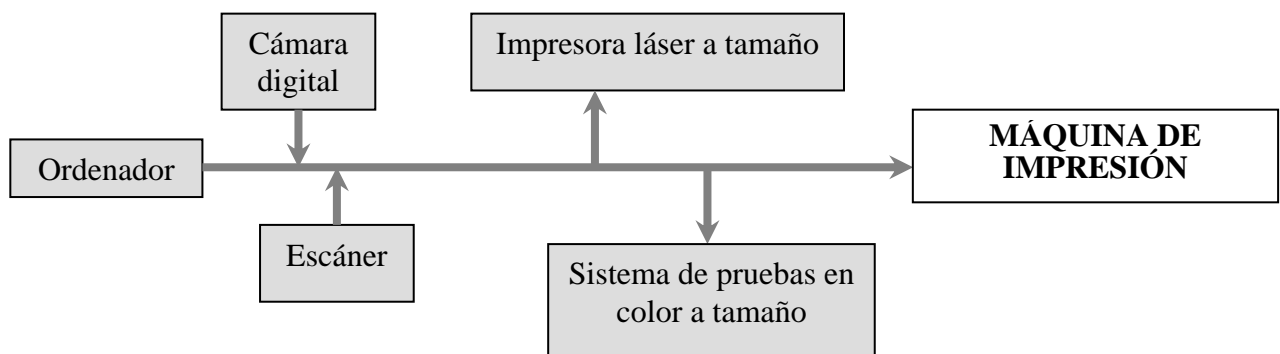 Cámara
digital
Impresora láser a tamaño
Ordenador
MÁQUINA DE
IMPRESIÓN
Escáner
Sistema de pruebas en
color a tamaño